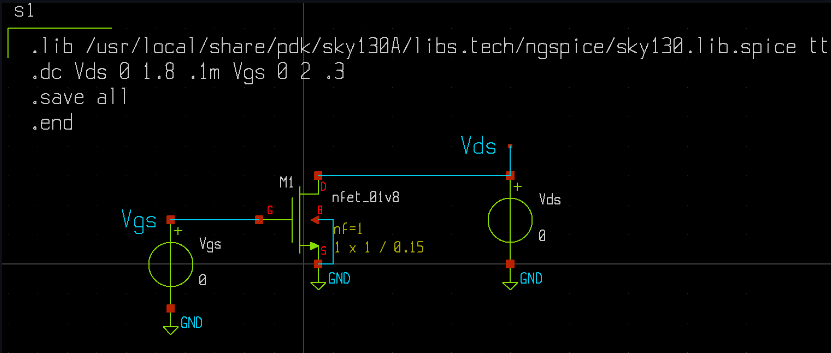 s1
.lib /usr/local/share/pdk/sky130A/libs.tech/ngspice/sky130.lib.spice tt
.dc Vds 0 1.8 .1m Vgs 0 2 .3
.save all
.end
Vds
M1
D
nfet_01v8
Vds
G
B
Vgs
nf=1
Vgs
S
1 x 1 / 0.15
0
0
GND
GND
GND